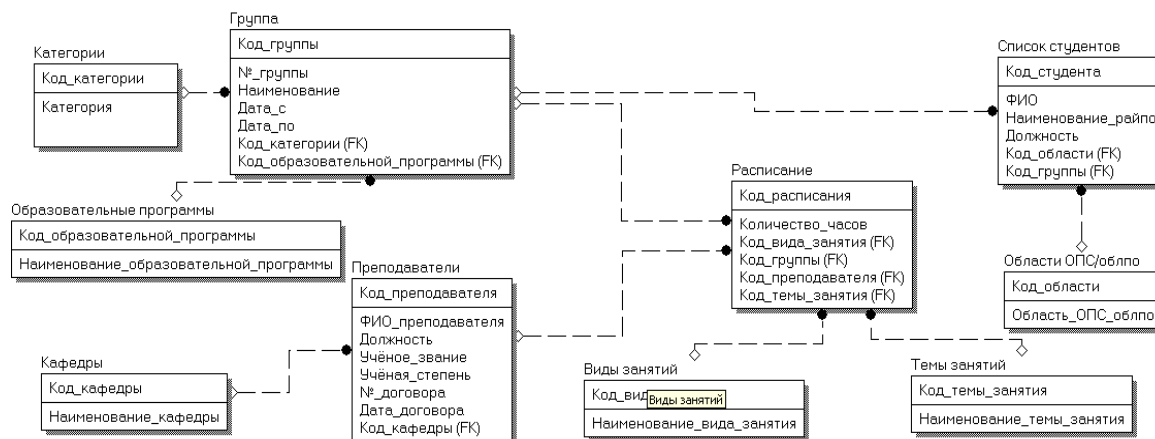 Группа
Код_группы
№_группы
Наименование
Дата_с
Дата_по
Код_категории (FK)
Код_образовательной_программы (FK)
Категории
Код_категории
Категория
Список студентов
Код_студента
ФИО
Наименование_райпо
Должность
Код_области (FK)
Код_группы (FK)
Расписание
Код_расписания
Количество_часов
Код_вида_занятия (FK)
Код_группы (FK)
Код_преподавателя (FK)
Код_темы_занятия (FK)
Образовательные программы
Код_образовательной_программы
Наименование_образовательной_программы
Преподаватели
Код_преподавателя
ФИО_преподавателя
Должность
Учёное_звание
Учёная_степень
№_договора
Дата_договора
Код_кафедры (FK)
Области ОПС/облпо
Код_области
Область_ОПС_облпо
Кафедры
Код_кафедры
Наименование_кафедры
Виды занятий
Виды занятий
Наименование_вида_занятия
Темы занятий
Код_темы_занятия
Наименование_темы_занятия